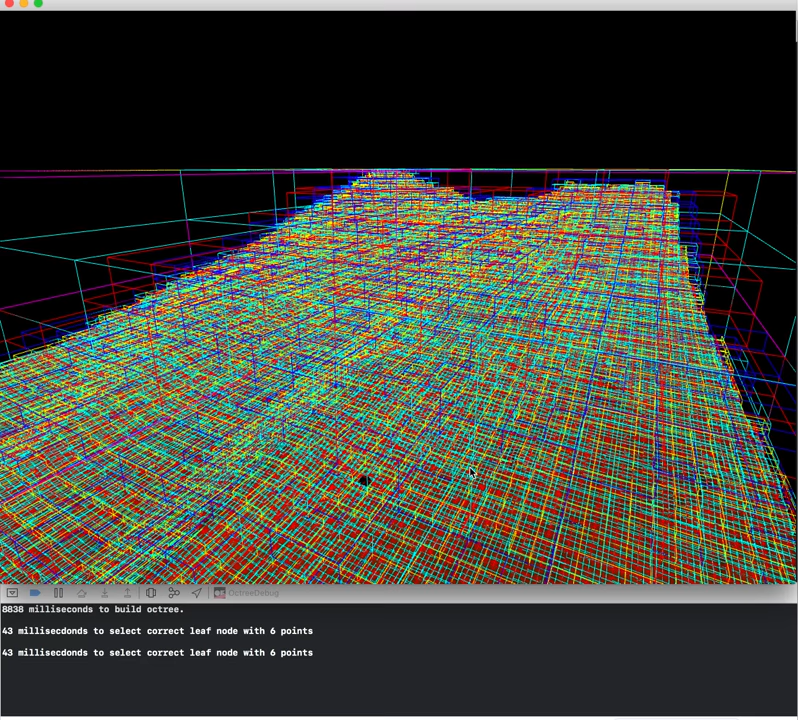 OctreeDebug
8838 milliseconds to build octree.
43 millisecdonds to select correct leaf node with 6 points
43 millisecdonds to select correct leaf node with 6 points